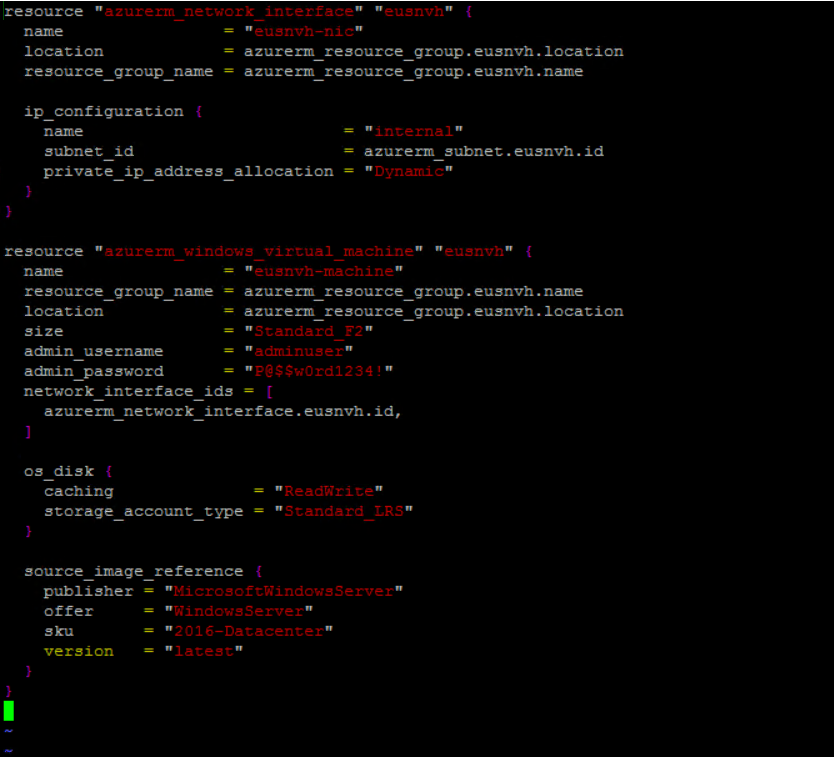 resource "azurerm_network_interface" "eusnvh" {
  name                = "eusnvh-nic"
  location            = azurerm_resource_group.eusnvh.location
  resource_group_name = azurerm_resource_group.eusnvh.name

  ip_configuration {
    name                          = "internal"
    subnet_id                     = azurerm_subnet.eusnvh.id
    private_ip_address_allocation = "Dynamic"
  }
}

resource "azurerm_windows_virtual_machine" "eusnvh" {
  name                = "eusnvh-machine"
  resource_group_name = azurerm_resource_group.eusnvh.name
  location            = azurerm_resource_group.eusnvh.location
  size                = "Standard_F2"
  admin_username      = "adminuser"
  admin_password      = "P@$$w0rd1234!"
  network_interface_ids = [
    azurerm_network_interface.eusnvh.id,
  ]

  os_disk {
    caching              = "ReadWrite"
    storage_account_type = "Standard_LRS"
  }

  source_image_reference {
    publisher = "MicrosoftWindowsServer"
    offer     = "WindowsServer"
    sku       = "2016-Datacenter"
    version   = "latest"
  }
}
~
~